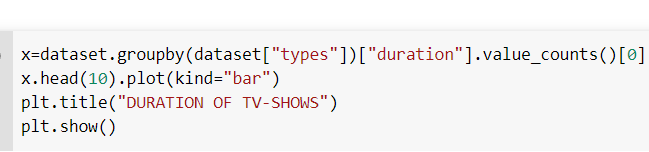 x=dataset.groupby(dataset["types"])["duration"].value_counts()[0]
x.head(10).plot(kind="bar")
plt.title("DURATION OF TV-SHOWS")
plt.show()